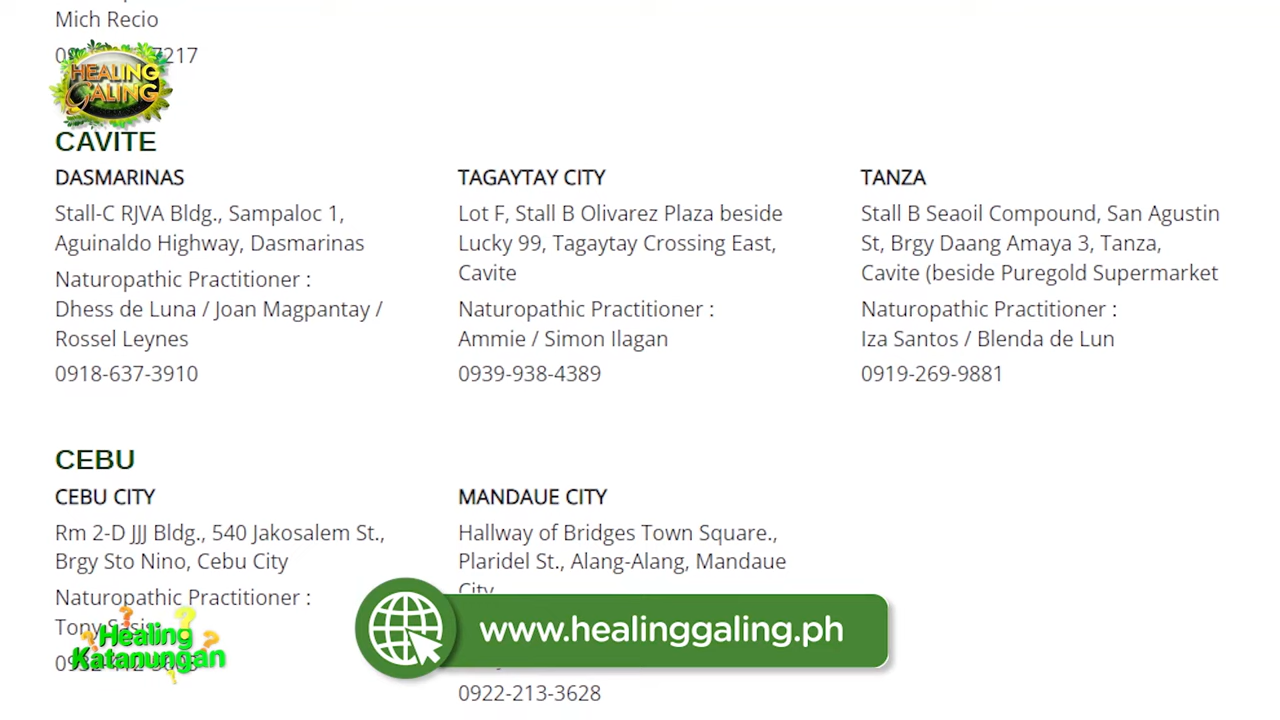 Mich Recio
7217
HEALING
GALING
CAVITE
DASMARINAS
Stall-C RJVA Bldg., Sampaloc 1,
Aguinaldo Highway, Dasmarinas
Naturopathic Practitioner :
Dhess de Luna / Joan Magpantay /
Rossel Leynes
0918-637-3910
TAGAYTAY CITY
Lot F, Stall B Olivarez Plaza beside
Lucky 99, Tagaytay Crossing East,
Cavite
Naturopathic Practitioner :
Ammie / Simon Ilagan
0939-938-4389
TANZA
Stall B Seaoil Compound, San Agustin
St, Brgy Daang Amaya 3, Tanza,
Cavite (beside Puregold Supermarket
Naturopathic Practitioner :
Iza Santos / Blenda de Lun
0919-269-9881
CEBU
CEBU CITY
Rm 2-D JJJ Bldg., 540 Jakosalem St.,
Brgy Sto Nino, Cebu City
Naturopathic Practitioner :
Tony
Healing
Katanungan
MANDAUE CITY
Hallway of Bridges Town Square.,
Plaridel St., Alang-Alang, Mandaue
City
www.healinggaling.ph
0922-213-3628